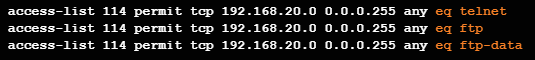 access-list 114 permit tcp 192.168.20.0 0.0.0.255 any eq telnet
access-list 114 permit tcp 192.168.20.0 0.0.0.255 any eq ftp
access-list 114 permit tcp 192.168.20.0 0.0.0.255 any eq ftp-data